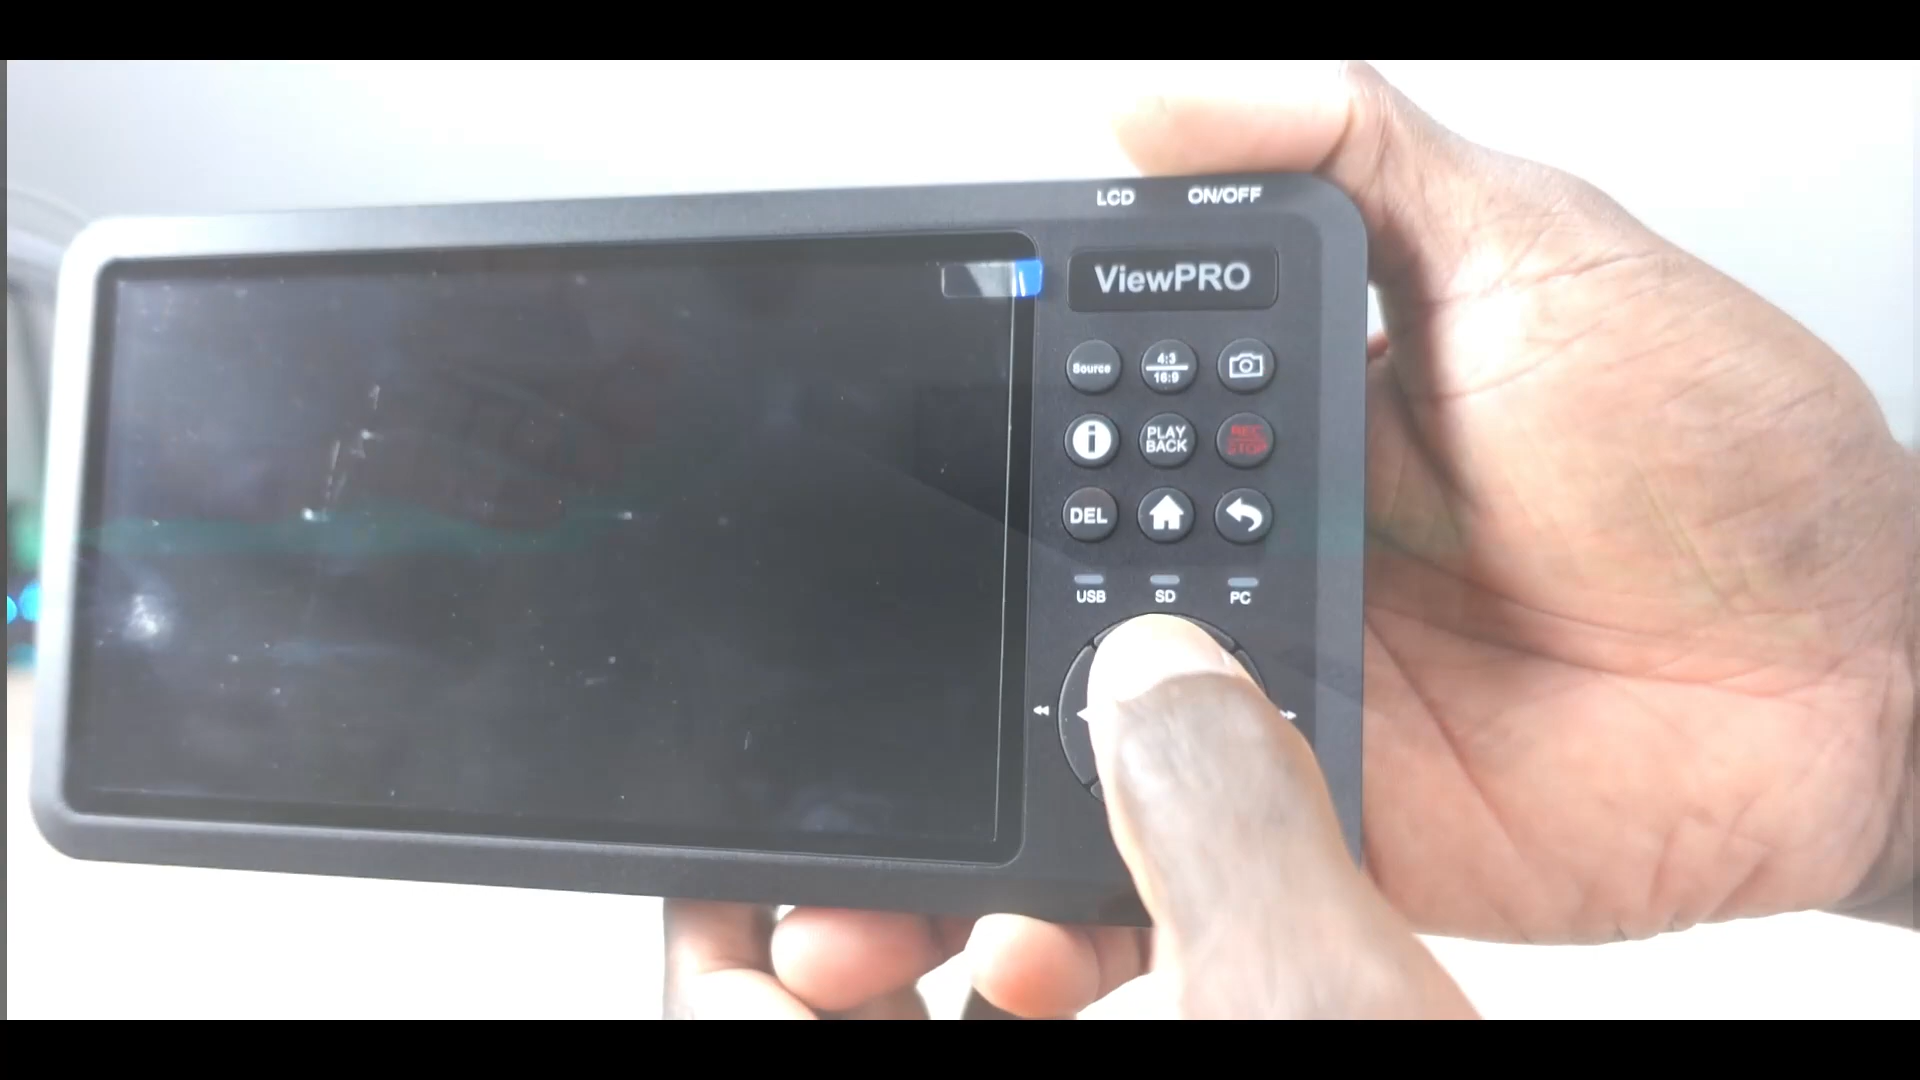 LCD ON/OFF
ViewPRO
Source 4:3
16:9
PLAY
BACK
REC
STOP
DEL
USB SD PC